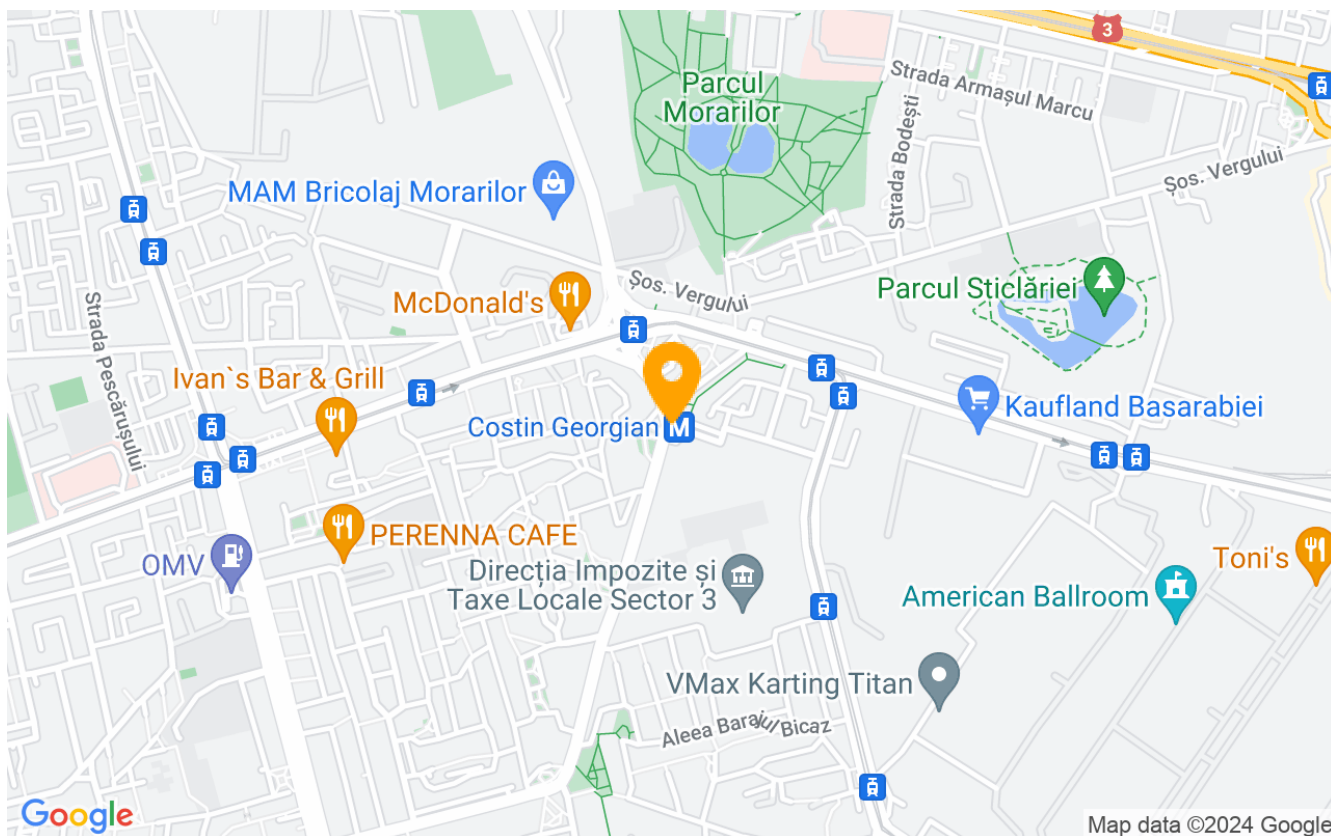 3
Strada Armașul Marcu
Parcul
Morarilor
Strada Bodești
Șos. Vergului
MAM Bricolaj Morarilor
Șos. Vergului
Parcul Sticlăriei
McDonald's
Strada Pescărușului
Ivan`s Bar & Grill
Costin Georgian
M
Kaufland Basarabiei
PERENNA CAFE
OMV
Direcția Impozite și
Taxe Locale Sector 3
Toni's
American Ballroom
VMax Karting Titan
Aleea Barajul Bicaz
Google
Map data ©2024 Google